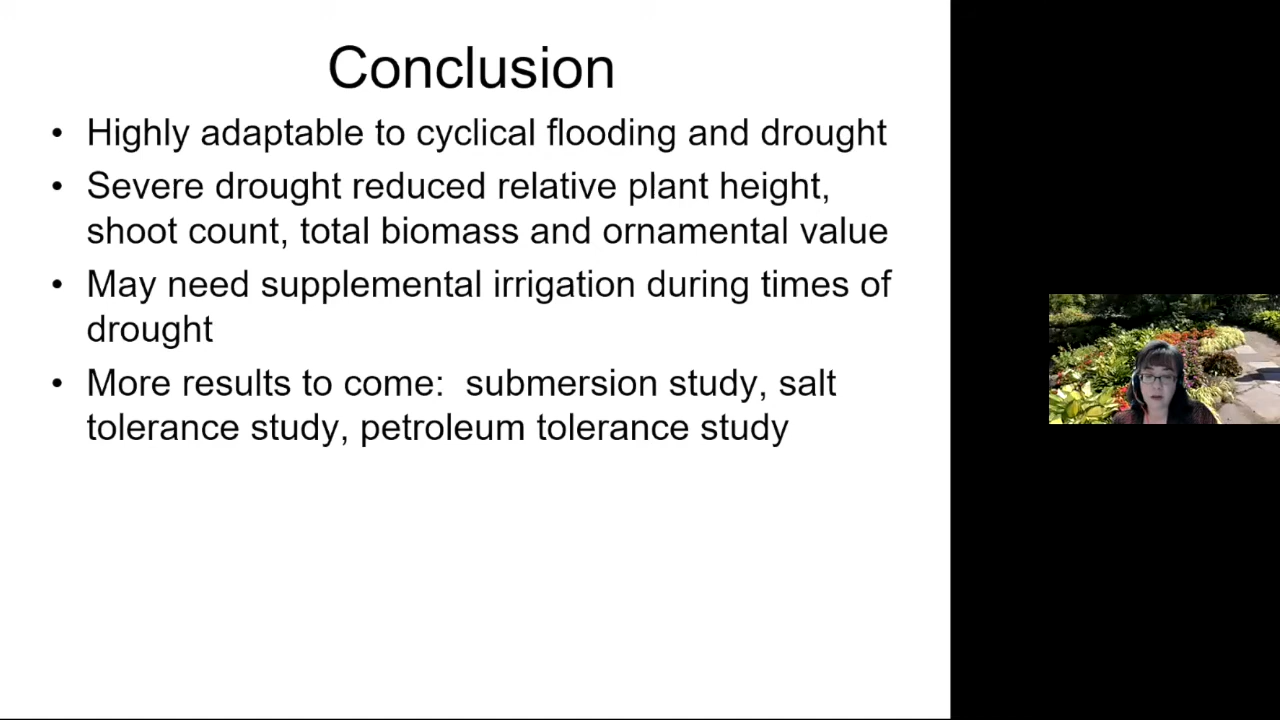 Conclusion
• Highly adaptable to cyclical flooding and drought
• Severe drought reduced relative plant height,
shoot count, total biomass and ornamental value
• May need supplemental irrigation during times of
drought
• More results to come:  submersion study, salt
tolerance study, petroleum tolerance study